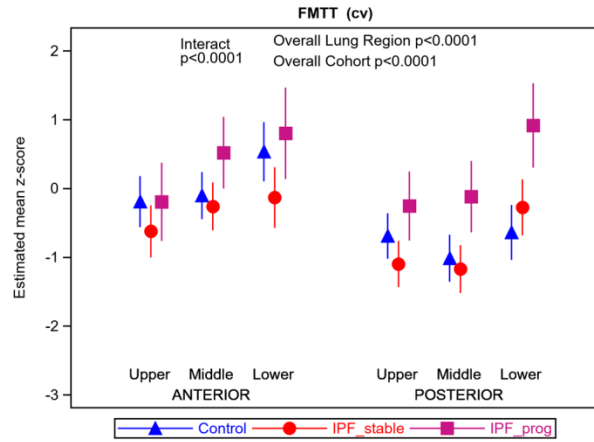 FMTT (cv)
Interact
p<0.0001
Overall Lung Region p<0.0001
Overall Cohort p<0.0001
Estimated mean z-score
2
1
0
-1
-2
-3
Upper Middle Lower
ANTERIOR
Upper Middle Lower
POSTERIOR
Control IPF_stable IPF_prog